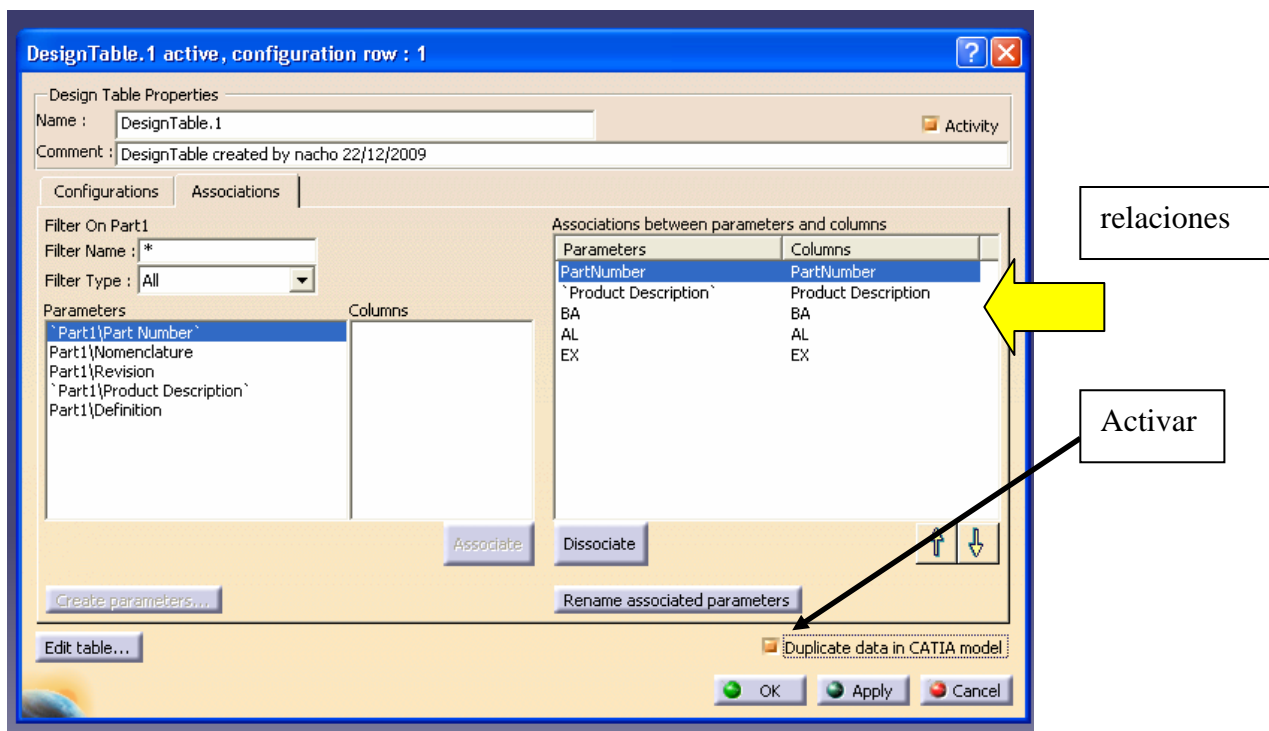 DesignTable.1 active, configuration row : 1
Design Table Properties
Name : DesignTable.1 Activity
Comment : DesignTable created by nacho 22/12/2009
Configurations Associations
Filter On Part1
Filter Name : *
Filter Type : All
Parameters Columns
`Part1\Part Number`
Part1\Nomenclature
Part1\Revision
`Part1\Product Description`
Part1\Definition
Associate
Create parameters...
Associations between parameters and columns
Parameters Columns
PartNumber PartNumber
`Product Description` Product Description
BA BA
AL AL
EX EX
Dissociate
Rename associated parameters
Edit table...
Duplicate data in CATIA model
OK Apply Cancel
relaciones
Activar